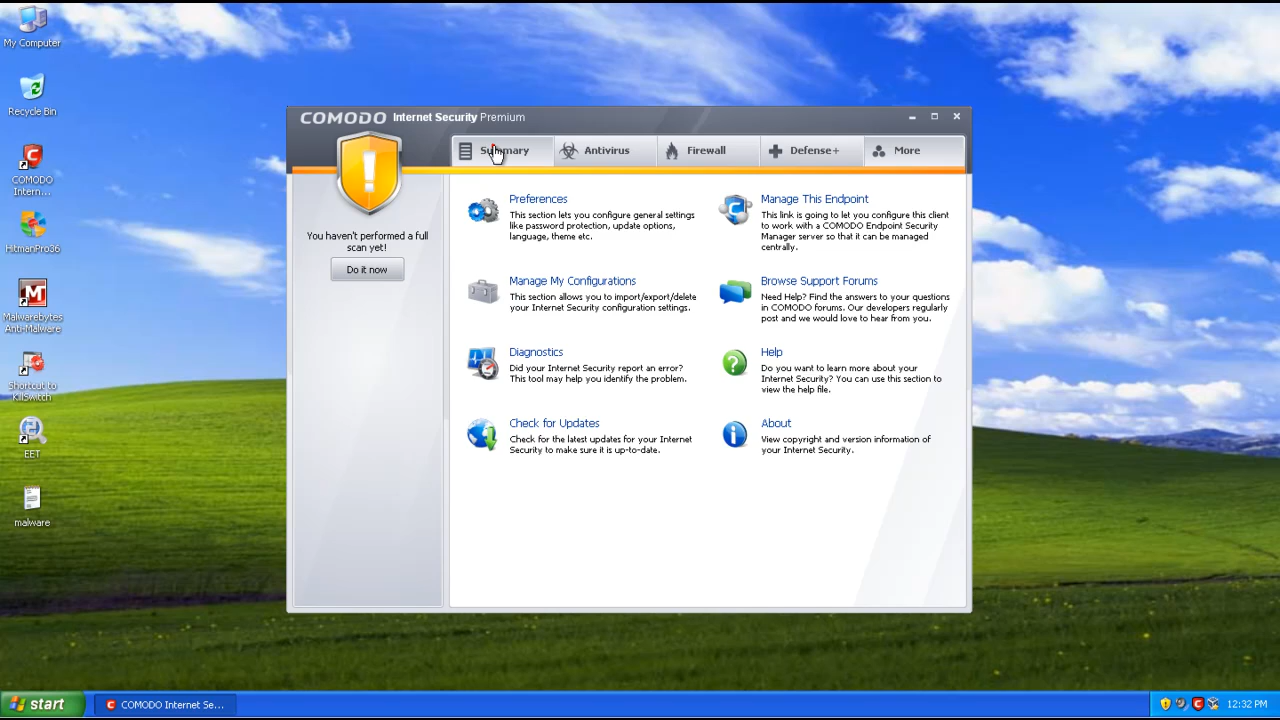 My Computer
Recycle Bin
COMODO
Intern...
HitmanPro36
Malwarebytes
Anti-Malware
Shortcut to
KillSwitch
EET
malware
COMODO Internet Security Premium
Summary
Antivirus
Firewall
Defense+
More
You haven't performed a full
scan yet!
Do it now
Preferences
This section lets you configure general settings
like password protection, update options,
language, theme etc.
Manage This Endpoint
This link is going to let you configure this client
to work with a COMODO Endpoint Security
Manager server so that it can be managed
centrally.
Manage My Configurations
This section allows you to import/export/delete
your Internet Security configuration settings.
Browse Support Forums
Need Help? Find the answers to your questions
in COMODO forums. Our developers regularly
post and we would love to hear from you.
Diagnostics
Did your Internet Security report an error?
This tool may help you identify the problem.
Help
Do you want to learn more about your
Internet Security? You can use this section to
view the help file.
Check for Updates
Check for the latest updates for your Internet
Security to make sure it is up-to-date.
About
View copyright and version information of
your Internet Security.
start
COMODO Internet Se...
12:32 PM